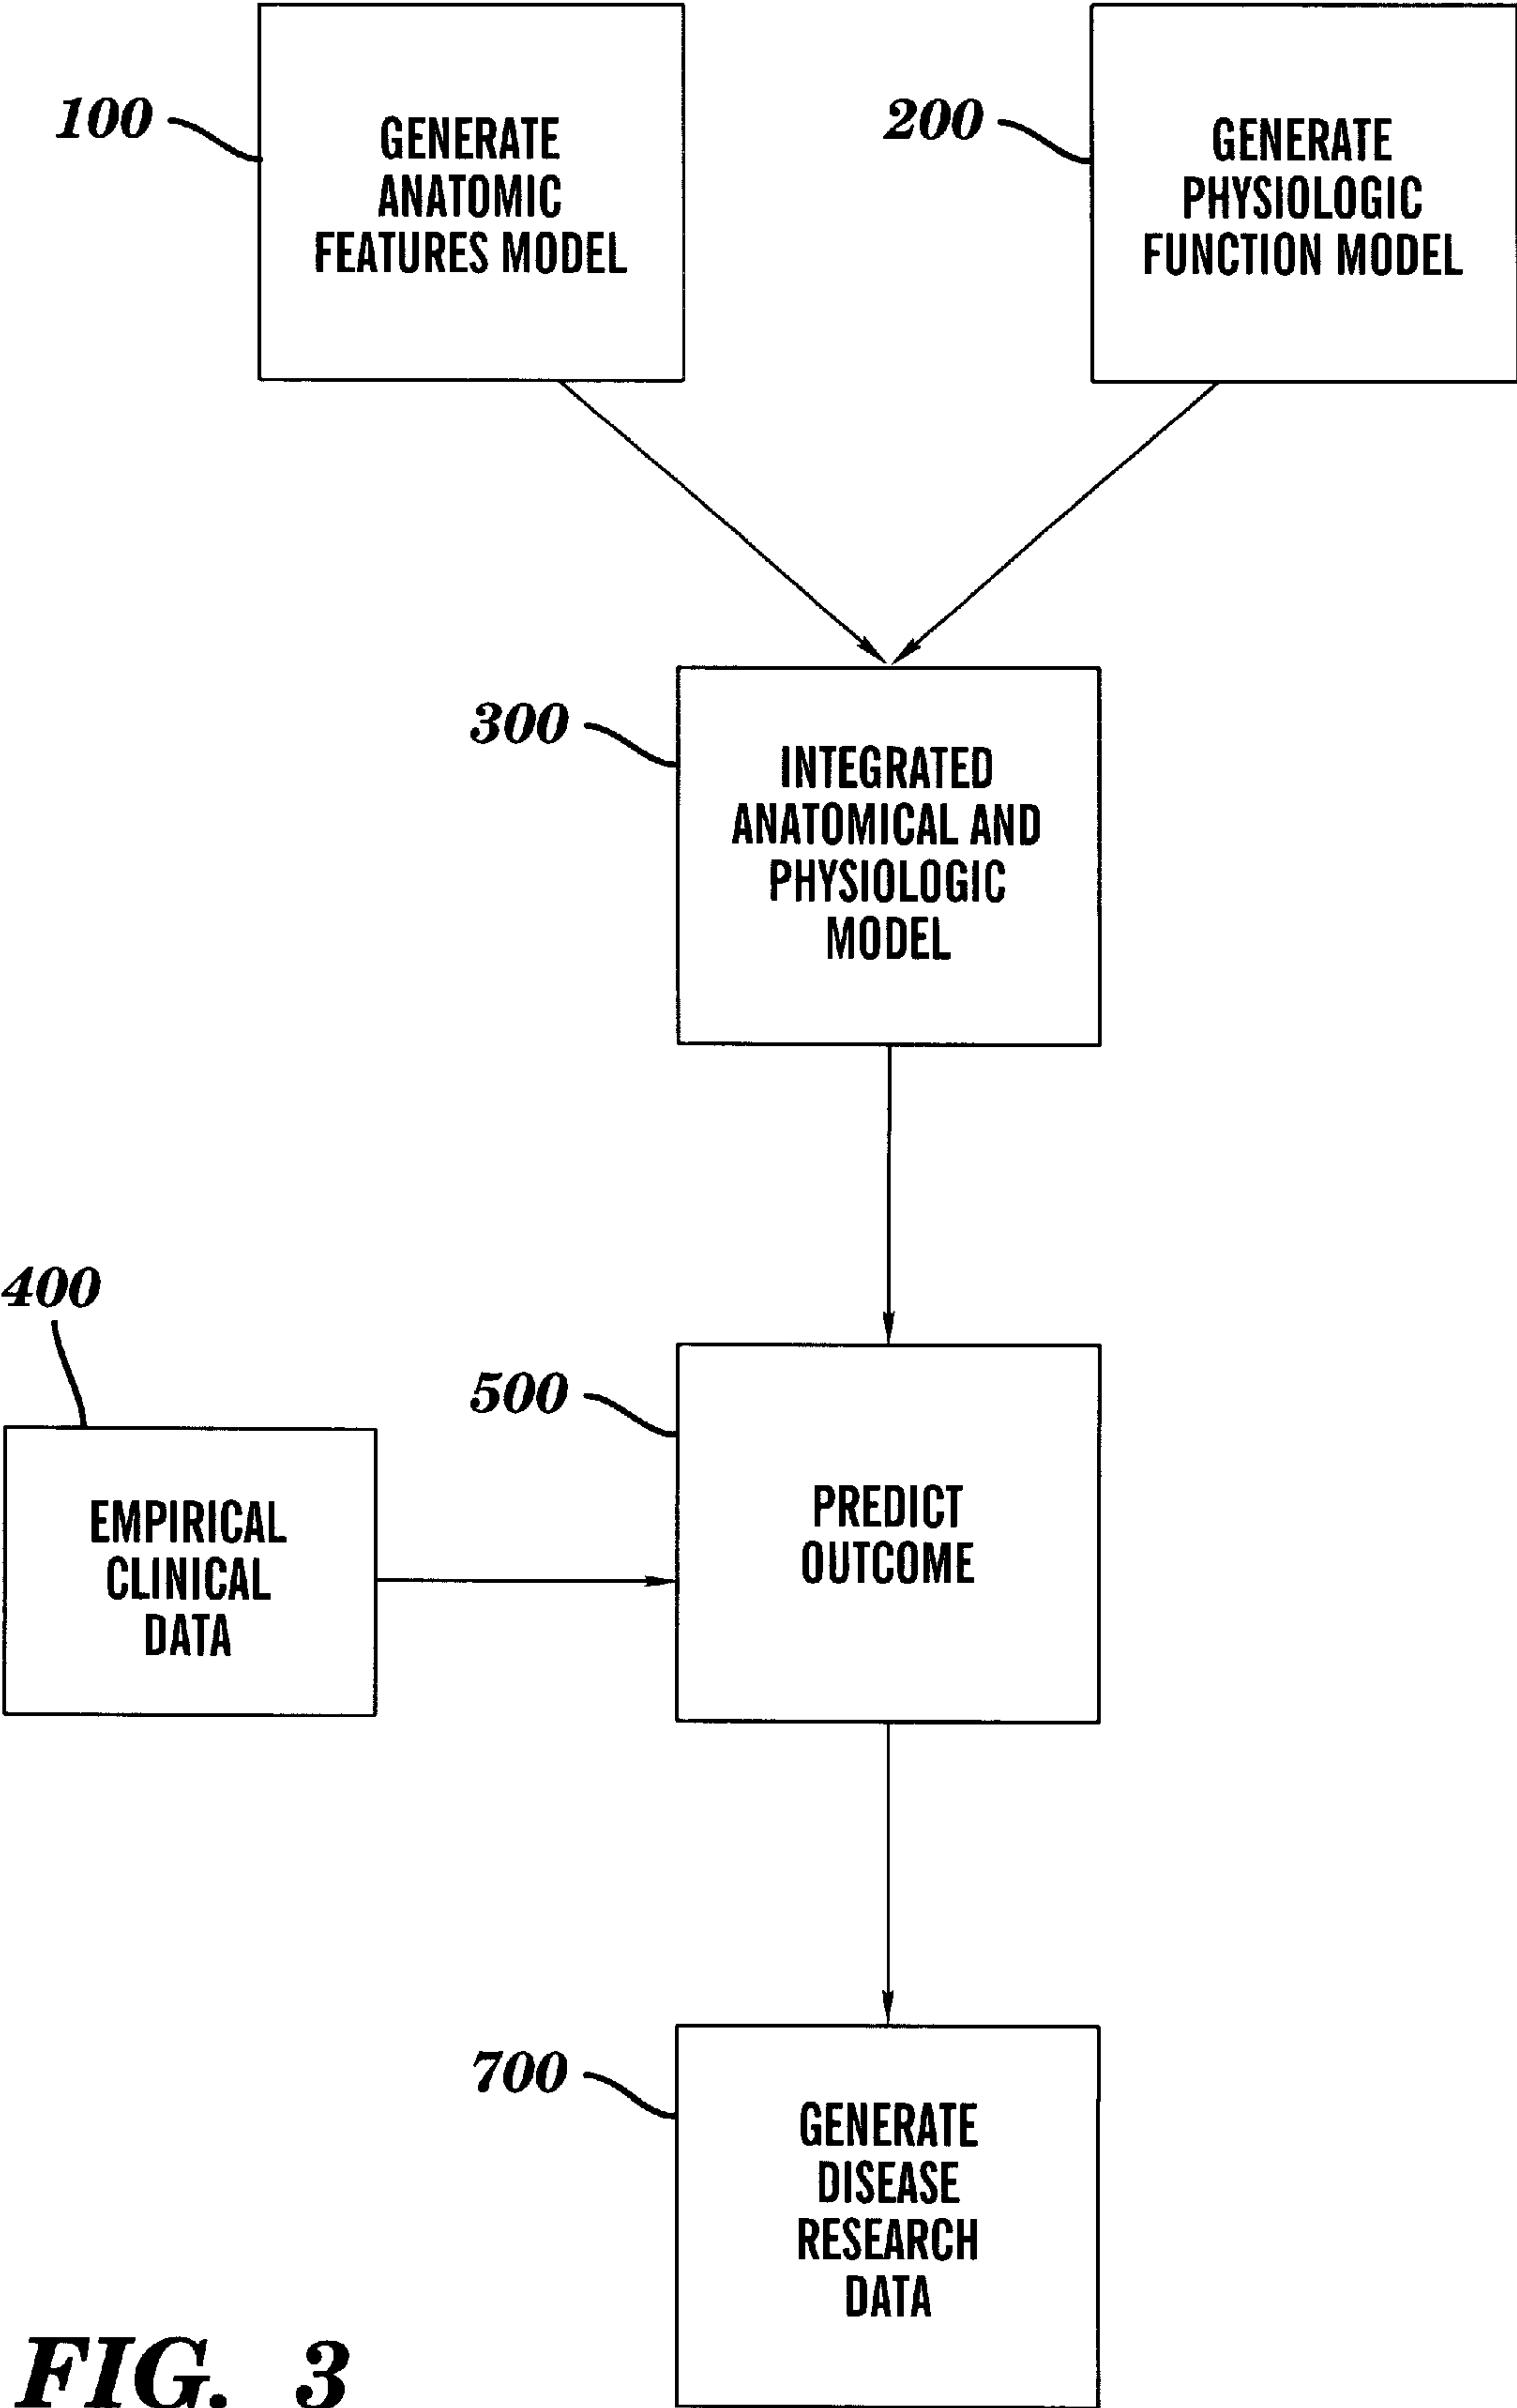 100
GENERATE
ANATOMIC
FEATURES MODEL
200
GENERATE
PHYSIOLOGIC
FUNCTION MODEL
300
INTEGRATED
ANATOMICAL AND
PHYSIOLOGIC
MODEL
400
EMPIRICAL
CLINICAL
DATA
500
PREDICT
OUTCOME
700
GENERATE
DISEASE
RESEARCH
DATA
FIG. 3